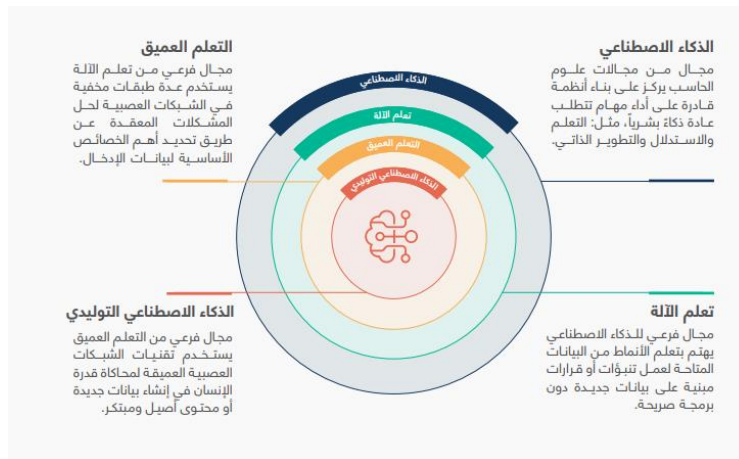 الذكاء الاصطناعي
مجال من مجالات علوم
الحاسب يركز على بناء أنظمة
قادرة على أداء مهام تتطلب
عادة ذكاءً بشرياً، مثل: التعلم
والاستدلال والتطوير الذاتي.
التعلم العميق
مجال فرعي من تعلم الآلة
يستخدم عدة طبقات مخفية
في الشبكات العصبية لحل
المشكلات المعقدة عن
طريق تحديد أهم الخصائص
الأساسية لبيانات الإدخال.
الذكاء الاصطناعي
تعلم الآلة
التعلم العميق
الذكاء الاصطناعي التوليدي
تعلم الآلة
مجال فرعي للذكاء الاصطناعي
يهتم بتعلم الأنماط من البيانات
المتاحة لعمل تنبؤات أو قرارات
مبنية على بيانات جديدة دون
برمجة صريحة.
الذكاء الاصطناعي التوليدي
مجال فرعي من التعلم العميق
يستخدم تقنيات الشبكات
العصبية العميقة لمحاكاة قدرة
الإنسان في إنشاء بيانات جديدة
أو محتوى أصيل ومبتكر.